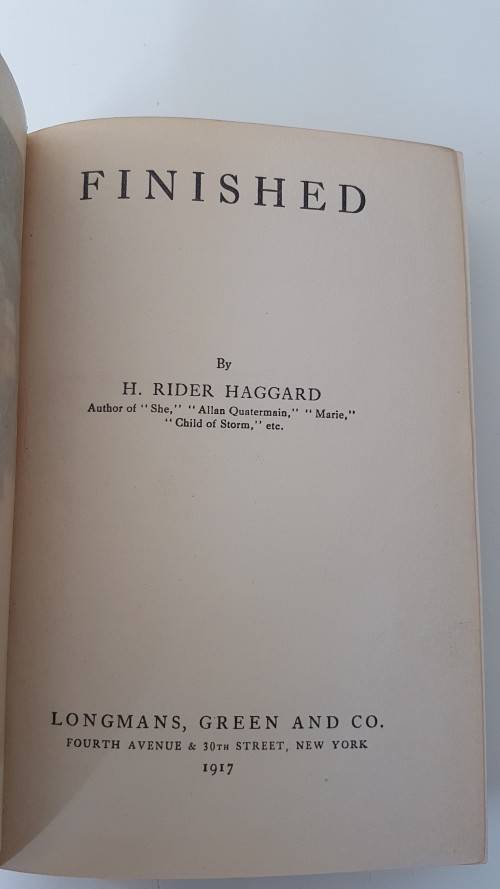 FINISHED
By
H. RIDER HAGGARD
Author of "She," "Allan Quatermain," "Marie,"
"Child of Storm," etc.
LONGMANS, GREEN AND CO.
FOURTH AVENUE & 30TH STREET, NEW YORK
1917